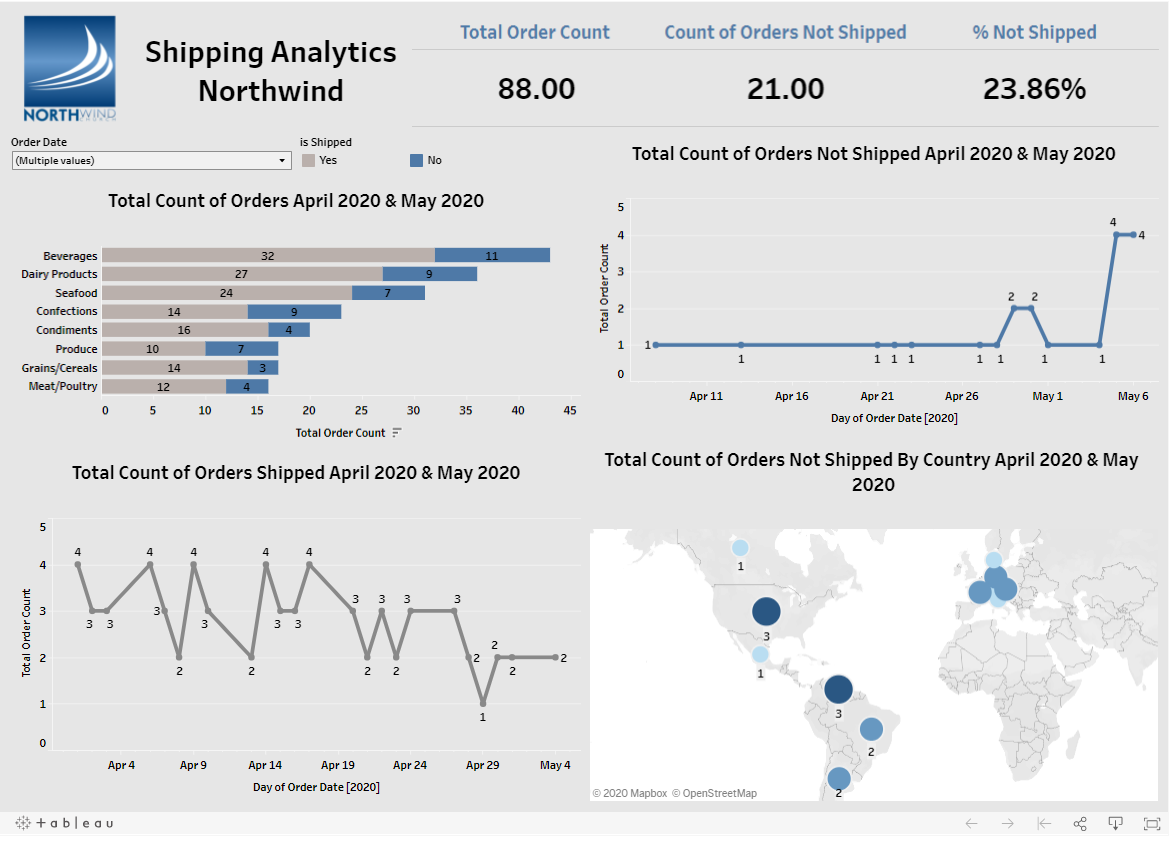 NORTHWIND
Shipping Analytics
Northwind
Total Order Count
Count of Orders Not Shipped
% Not Shipped
88.00
21.00
23.86%
Order Date
(Multiple values)
is Shipped
Yes
No
Total Count of Orders April 2020 & May 2020
Beverages 32 11
Dairy Products 27 9
Seafood 24 7
Confections 14 9
Condiments 16 4
Produce 10 7
Grains/Cereals 14 3
Meat/Poultry 12 4
0 5 10 15 20 25 30 35 40 45
Total Order Count
Total Count of Orders Not Shipped April 2020 & May 2020
Total Order Count
5
4
3
2
1
0
1 1 1 1 1 1 1 2 2 1 1 4 4
Apr 11 Apr 16 Apr 21 Apr 26 May 1 May 6
Day of Order Date [2020]
Total Count of Orders Shipped April 2020 & May 2020
Total Order Count
5
4
3
2
1
0
4 3 3 4 3 2 4 3 2 4 3 3 4 3 2 3 2 3 3 2 1 2 2 2
Apr 4 Apr 9 Apr 14 Apr 19 Apr 24 Apr 29 May 4
Day of Order Date [2020]
Total Count of Orders Not Shipped By Country April 2020 & May
2020
1
3
1
3
2
2
© 2020 Mapbox © OpenStreetMap
+ableau